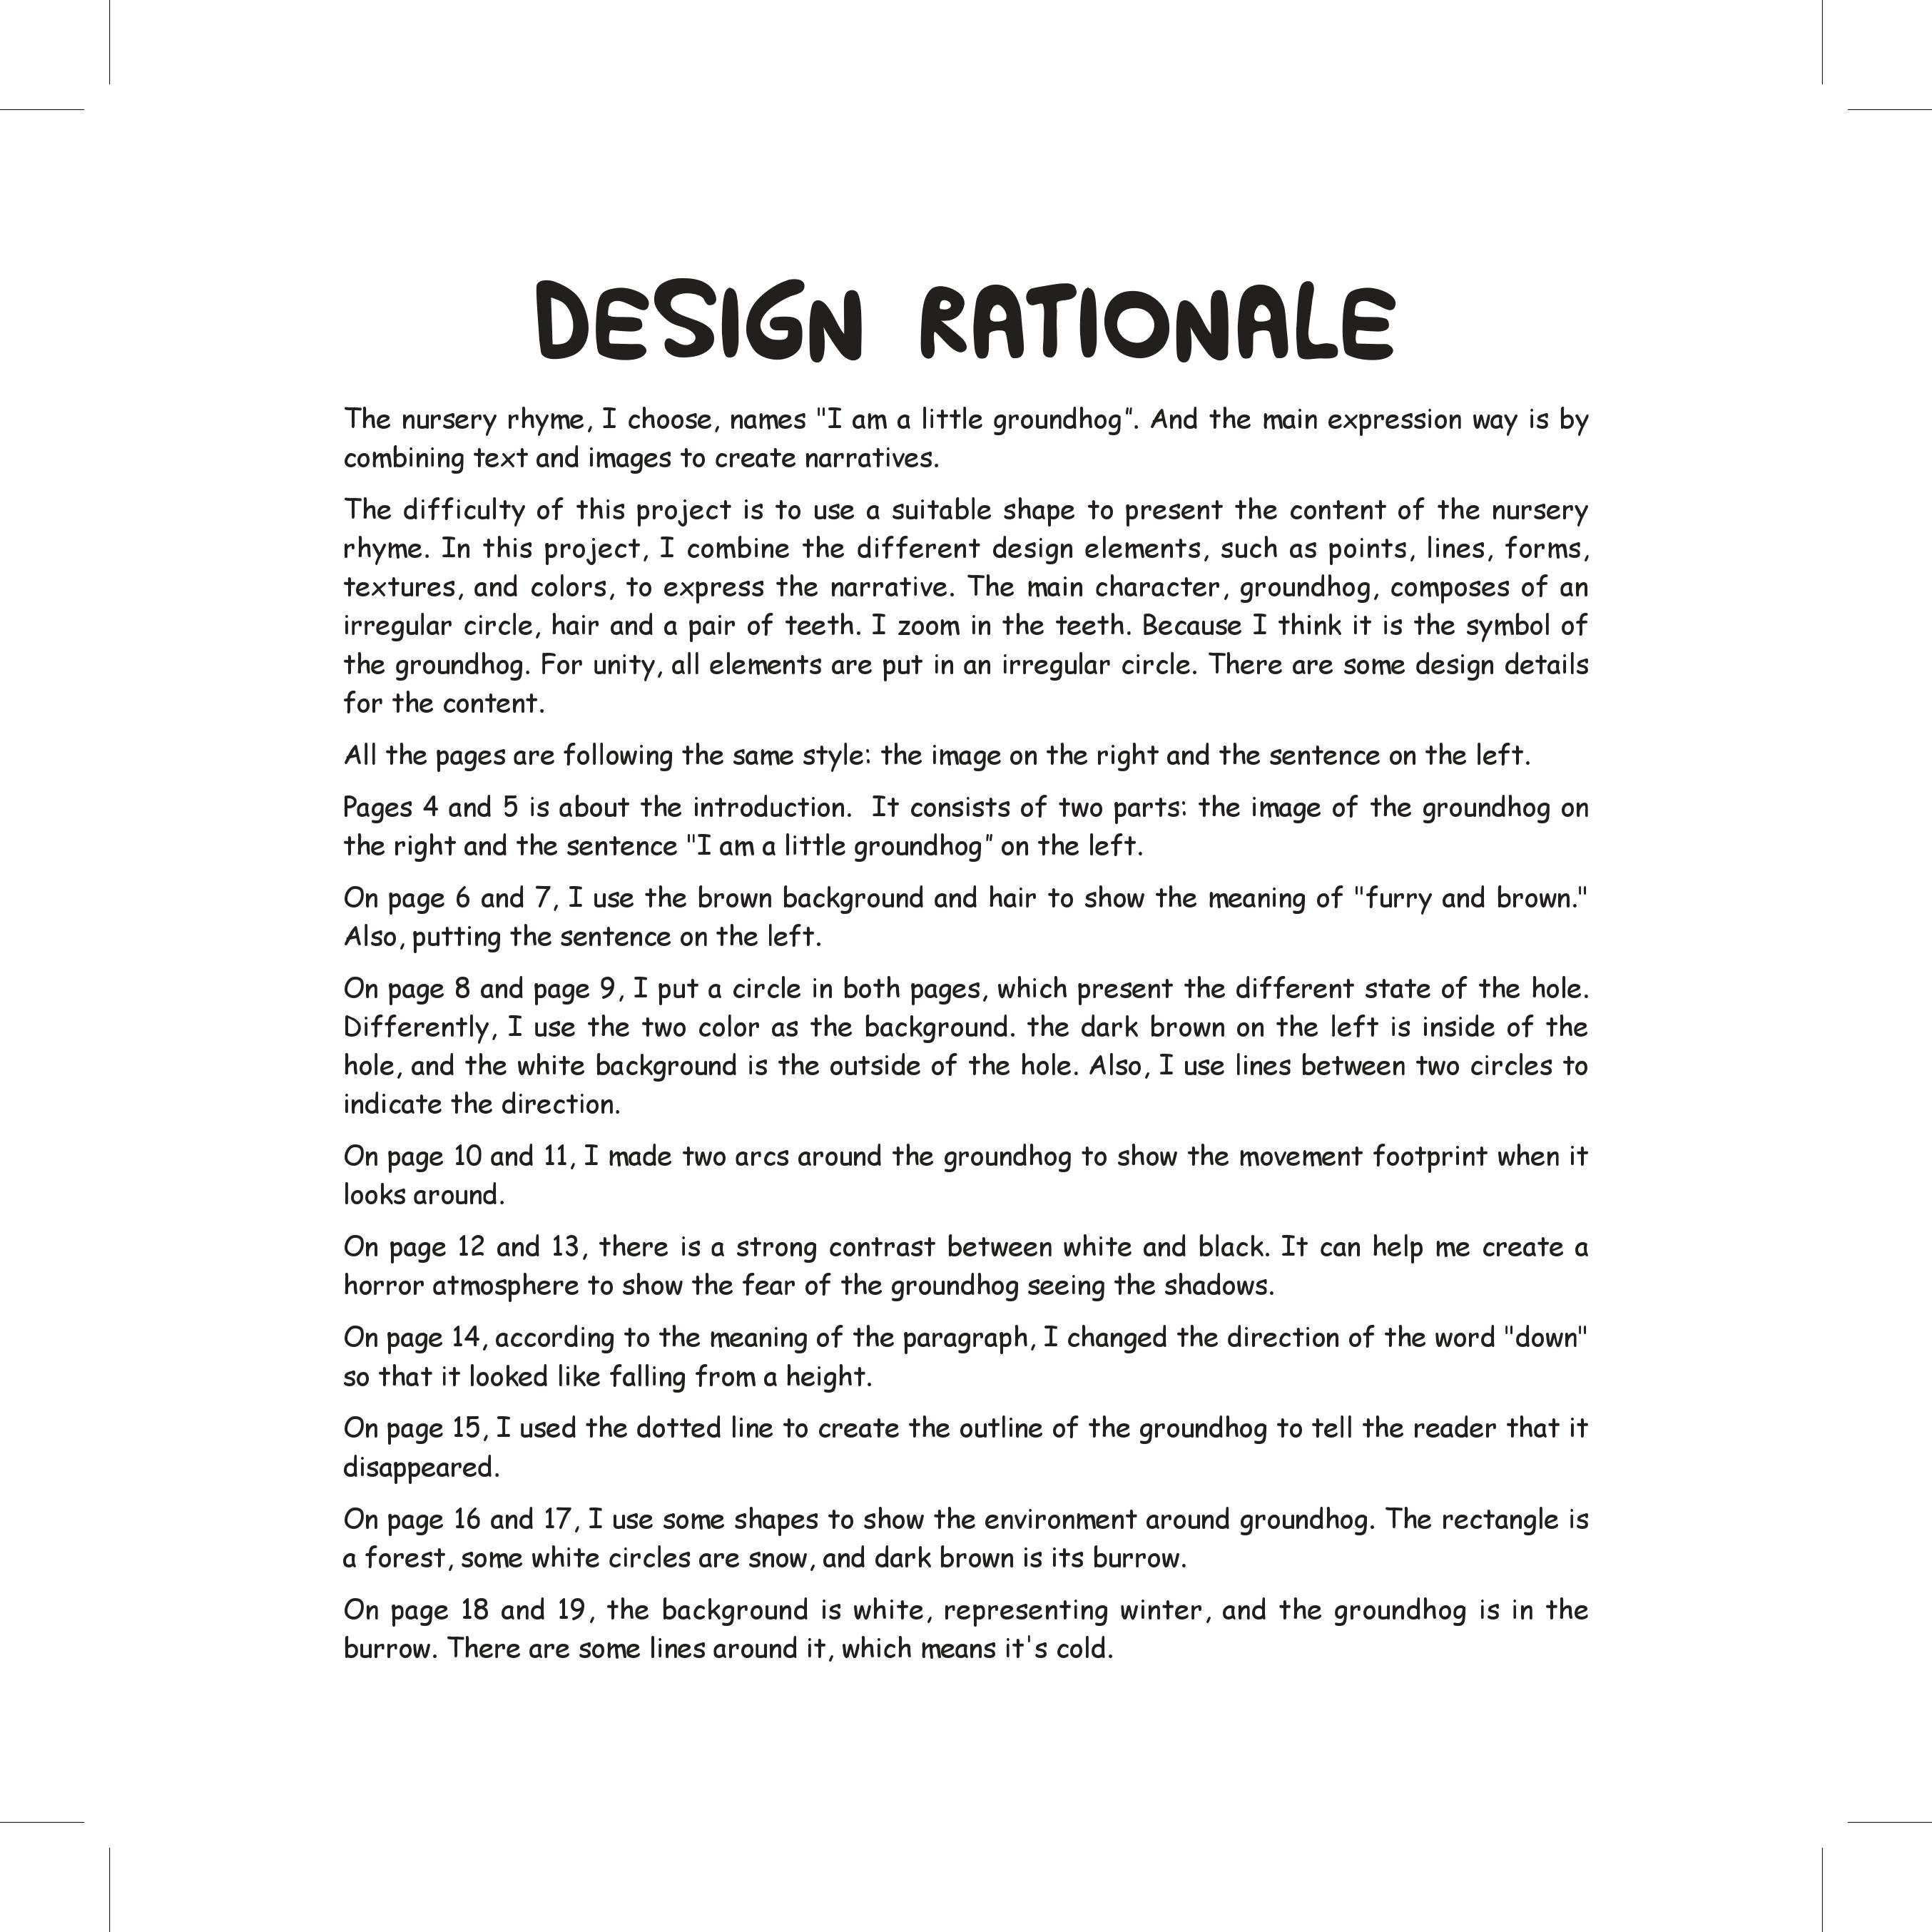 DESIGN RATIONALE
The nursery rhyme, I choose, names "I am a little groundhog". And the main expression way is by
combining text and images to create narratives.
The difficulty of this project is to use a suitable shape to present the content of the nursery
rhyme. In this project, I combine the different design elements, such as points, lines, forms,
textures, and colors, to express the narrative. The main character, groundhog, composes of an
irregular circle, hair and a pair of teeth. I zoom in the teeth. Because I think it is the symbol of
the groundhog. For unity, all elements are put in an irregular circle. There are some design details
for the content.
All the pages are following the same style: the image on the right and the sentence on the left.
Pages 4 and 5 is about the introduction.  It consists of two parts: the image of the groundhog on
the right and the sentence "I am a little groundhog" on the left.
On page 6 and 7, I use the brown background and hair to show the meaning of "furry and brown."
Also, putting the sentence on the left.
On page 8 and page 9, I put a circle in both pages, which present the different state of the hole.
Differently, I use the two color as the background. the dark brown on the left is inside of the
hole, and the white background is the outside of the hole. Also, I use lines between two circles to
indicate the direction.
On page 10 and 11, I made two arcs around the groundhog to show the movement footprint when it
looks around.
On page 12 and 13, there is a strong contrast between white and black. It can help me create a
horror atmosphere to show the fear of the groundhog seeing the shadows.
On page 14, according to the meaning of the paragraph, I changed the direction of the word "down"
so that it looked like falling from a height.
On page 15, I used the dotted line to create the outline of the groundhog to tell the reader that it
disappeared.
On page 16 and 17, I use some shapes to show the environment around groundhog. The rectangle is
a forest, some white circles are snow, and dark brown is its burrow.
On page 18 and 19, the background is white, representing winter, and the groundhog is in the
burrow. There are some lines around it, which means it's cold.